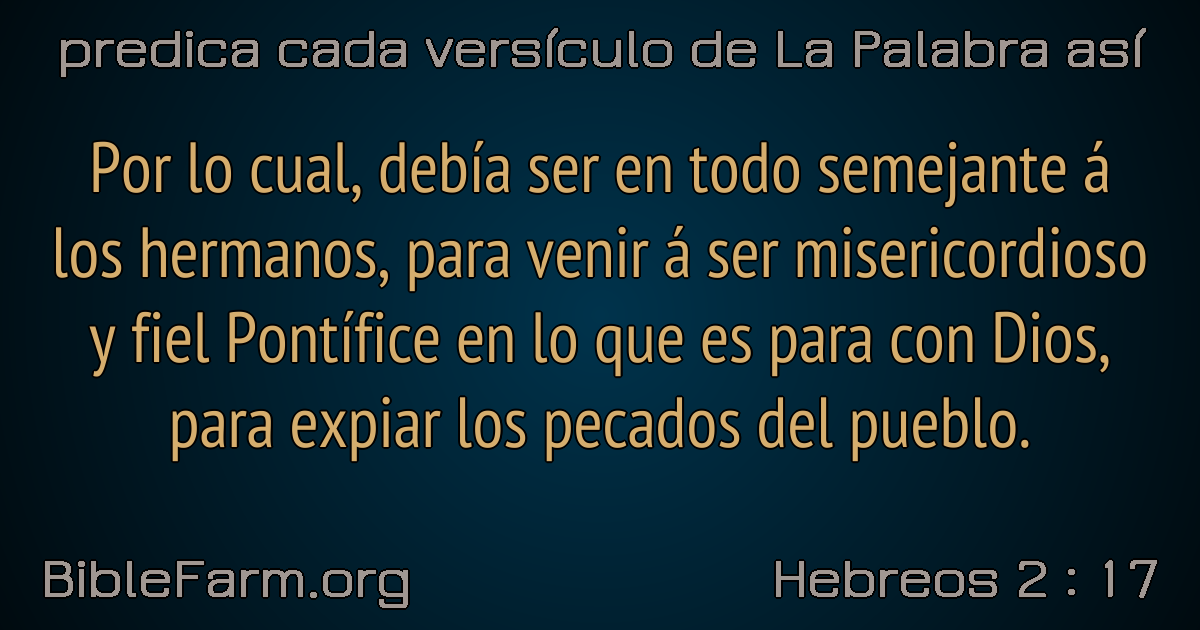 predica cada versículo de La Palabra así
Por lo cual, debía ser en todo semejante á
los hermanos, para venir á ser misericordioso
y fiel Pontífice en lo que es para con Dios,
para expiar los pecados del pueblo.
BibleFarm.org
Hebreos 2 : 17